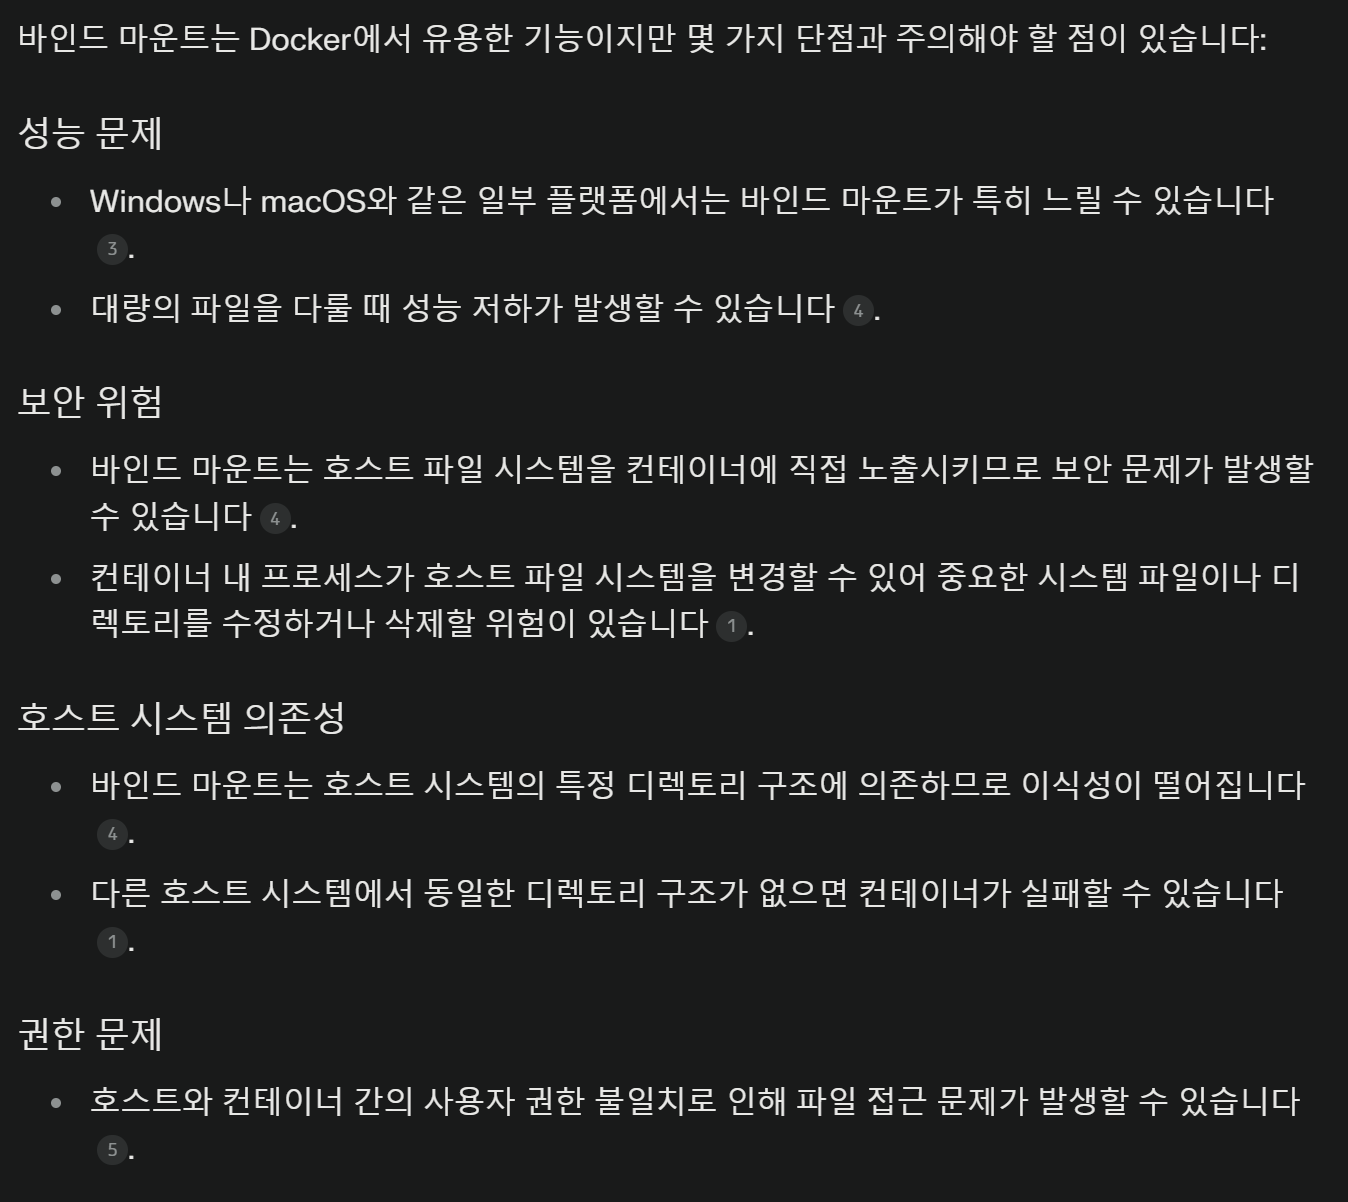 바인드 마운트는 Docker에서 유용한 기능이지만 몇 가지 단점과 주의해야 할 점이 있습니다:
성능 문제
• Windows나 macOS와 같은 일부 플랫폼에서는 바인드 마운트가 특히 느릴 수 있습니다
3.
• 대량의 파일을 다룰 때 성능 저하가 발생할 수 있습니다 4.
보안 위험
• 바인드 마운트는 호스트 파일 시스템을 컨테이너에 직접 노출시키므로 보안 문제가 발생할
수 있습니다 4.
• 컨테이너 내 프로세스가 호스트 파일 시스템을 변경할 수 있어 중요한 시스템 파일이나 디
렉토리를 수정하거나 삭제할 위험이 있습니다 1.
호스트 시스템 의존성
• 바인드 마운트는 호스트 시스템의 특정 디렉토리 구조에 의존하므로 이식성이 떨어집니다
4.
• 다른 호스트 시스템에서 동일한 디렉토리 구조가 없으면 컨테이너가 실패할 수 있습니다
1.
권한 문제
• 호스트와 컨테이너 간의 사용자 권한 불일치로 인해 파일 접근 문제가 발생할 수 있습니다
5.